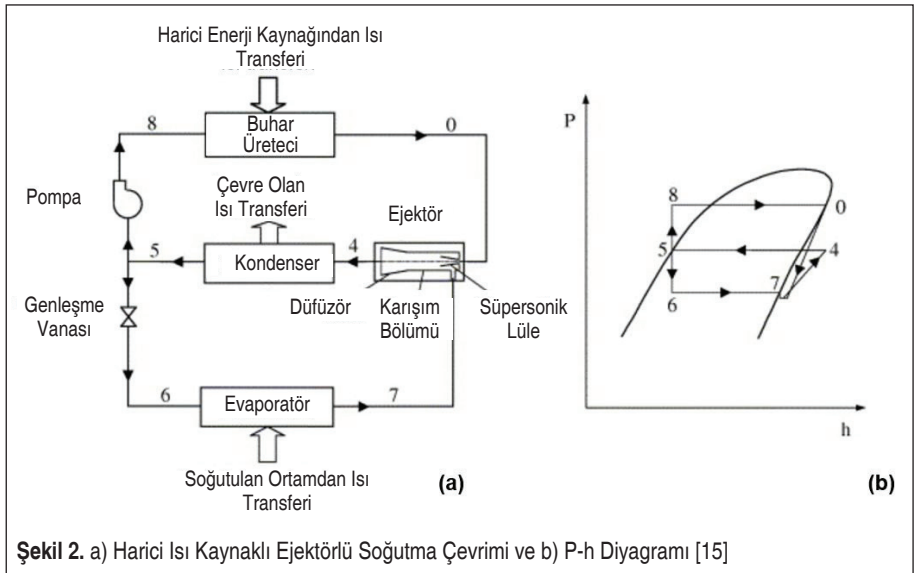 Harici Enerji Kaynağından Isı
Transferi
8
Buhar
Üreteci
0
Pompa
Çevre Olan
Isı Transferi
Ejektör
5
Kondenser
4
Genleşme
Vanası
Düfüzör
Karışım
Bölümü
Süpersonik
Lüle
6
Evaporatör
7
Soğutulan Ortamdan Isı
Transferi
(a)
P
8
0
5
4
6
7
h
(b)
Şekil 2. a) Harici Isı Kaynaklı Ejektörlü Soğutma Çevrimi ve b) P-h Diyagramı [15]